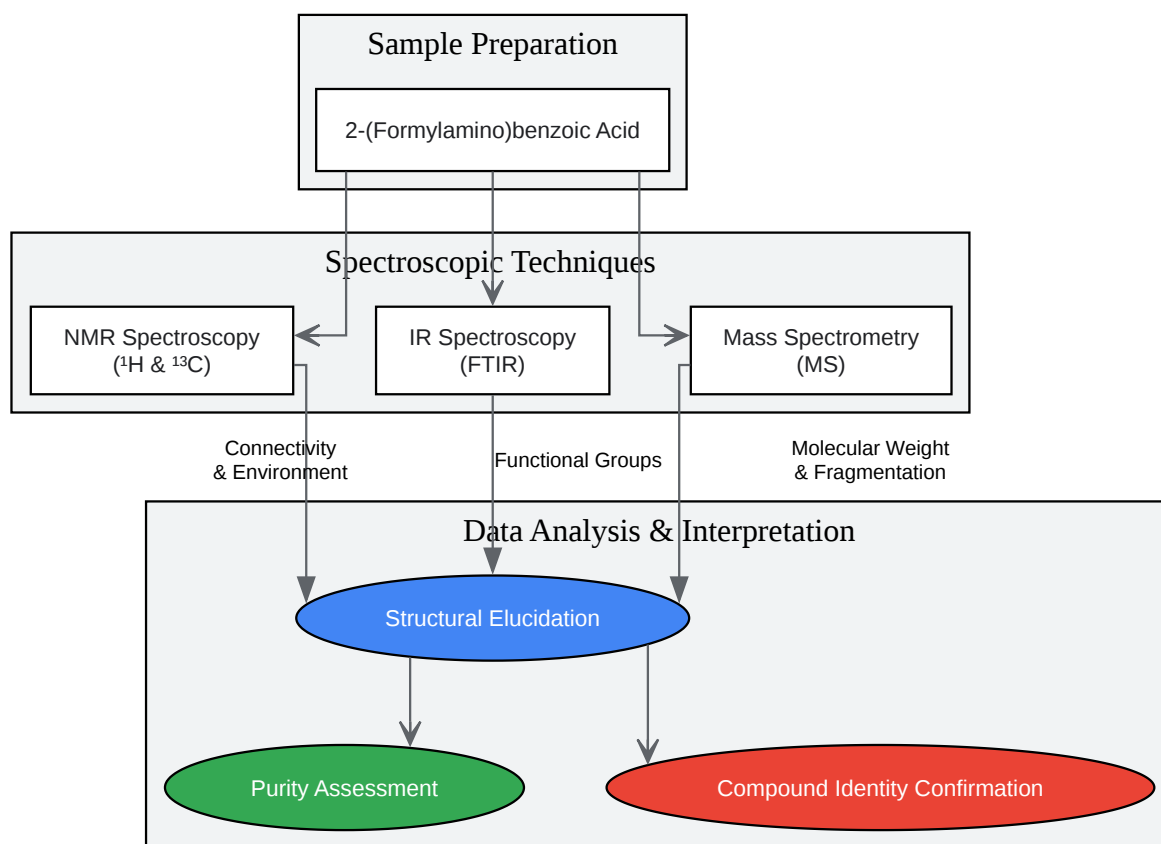 Sample Preparation
2-(Formylamino)benzoic Acid
Spectroscopic Techniques
NMR Spectroscopy
(¹H & ¹³C)
IR Spectroscopy
(FTIR)
Mass Spectrometry
(MS)
Connectivity
& Environment
Functional Groups
Molecular Weight
& Fragmentation
Data Analysis & Interpretation
Structural Elucidation
Purity Assessment
Compound Identity Confirmation